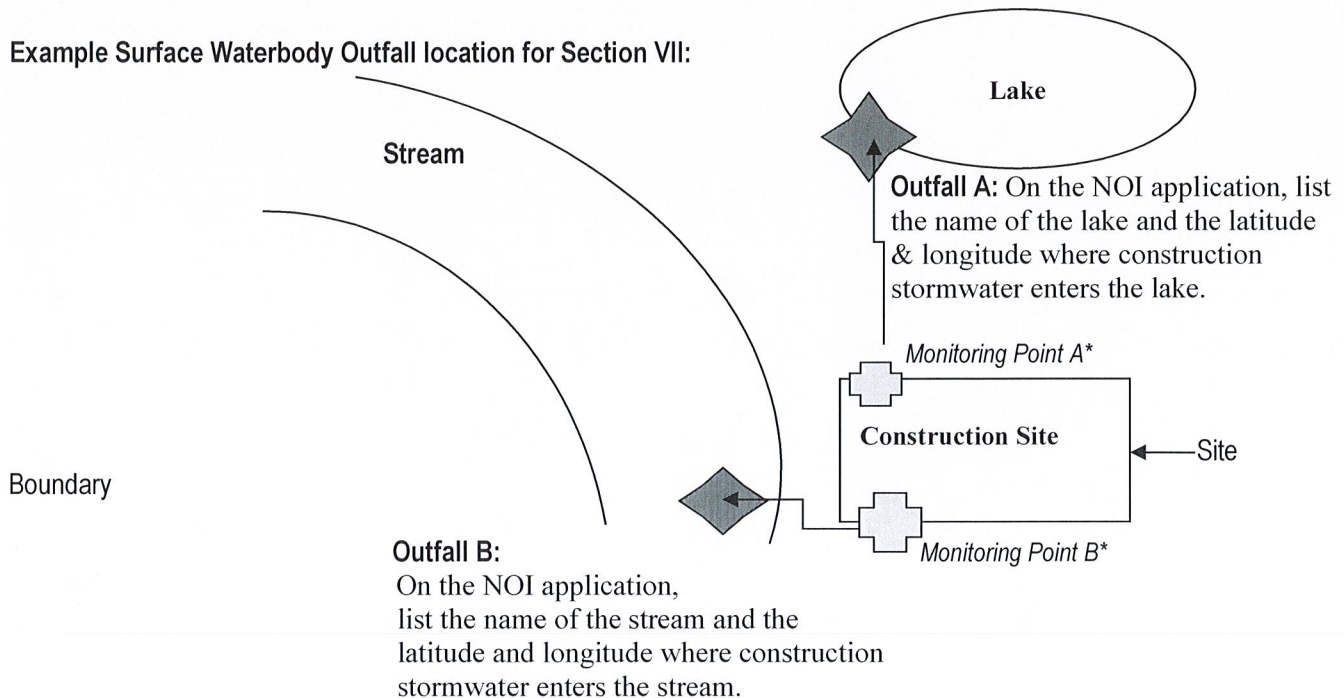 Example Surface Waterbody Outfall location for Section VII:
Lake
Stream
Outfall A: On the NOI application, list
the name of the lake and the latitude
& longitude where construction
stormwater enters the lake.
Monitoring Point A*
Construction Site
Site
Boundary
Monitoring Point B*
Outfall B:
On the NOI application,
list the name of the stream and the
latitude and longitude where construction
stormwater enters the stream.